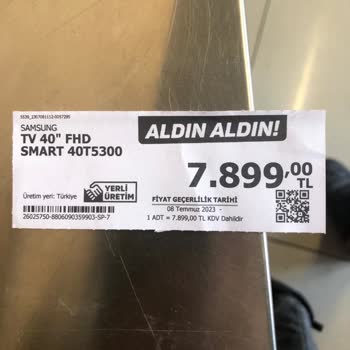 SAMSUNG
TV 40" FHD
SMART 40T5300
ALDIN ALDIN!
7.899,00
TL
Üretim yeri: Türkiye
YERLİ
ÜRETİM
FİYAT GEÇERLİLİK TARİHİ
08 Temmuz 2023 -
1 ADT = 7.899,00 TL KDV Dahildir
26025750-8806090359903-SP-7